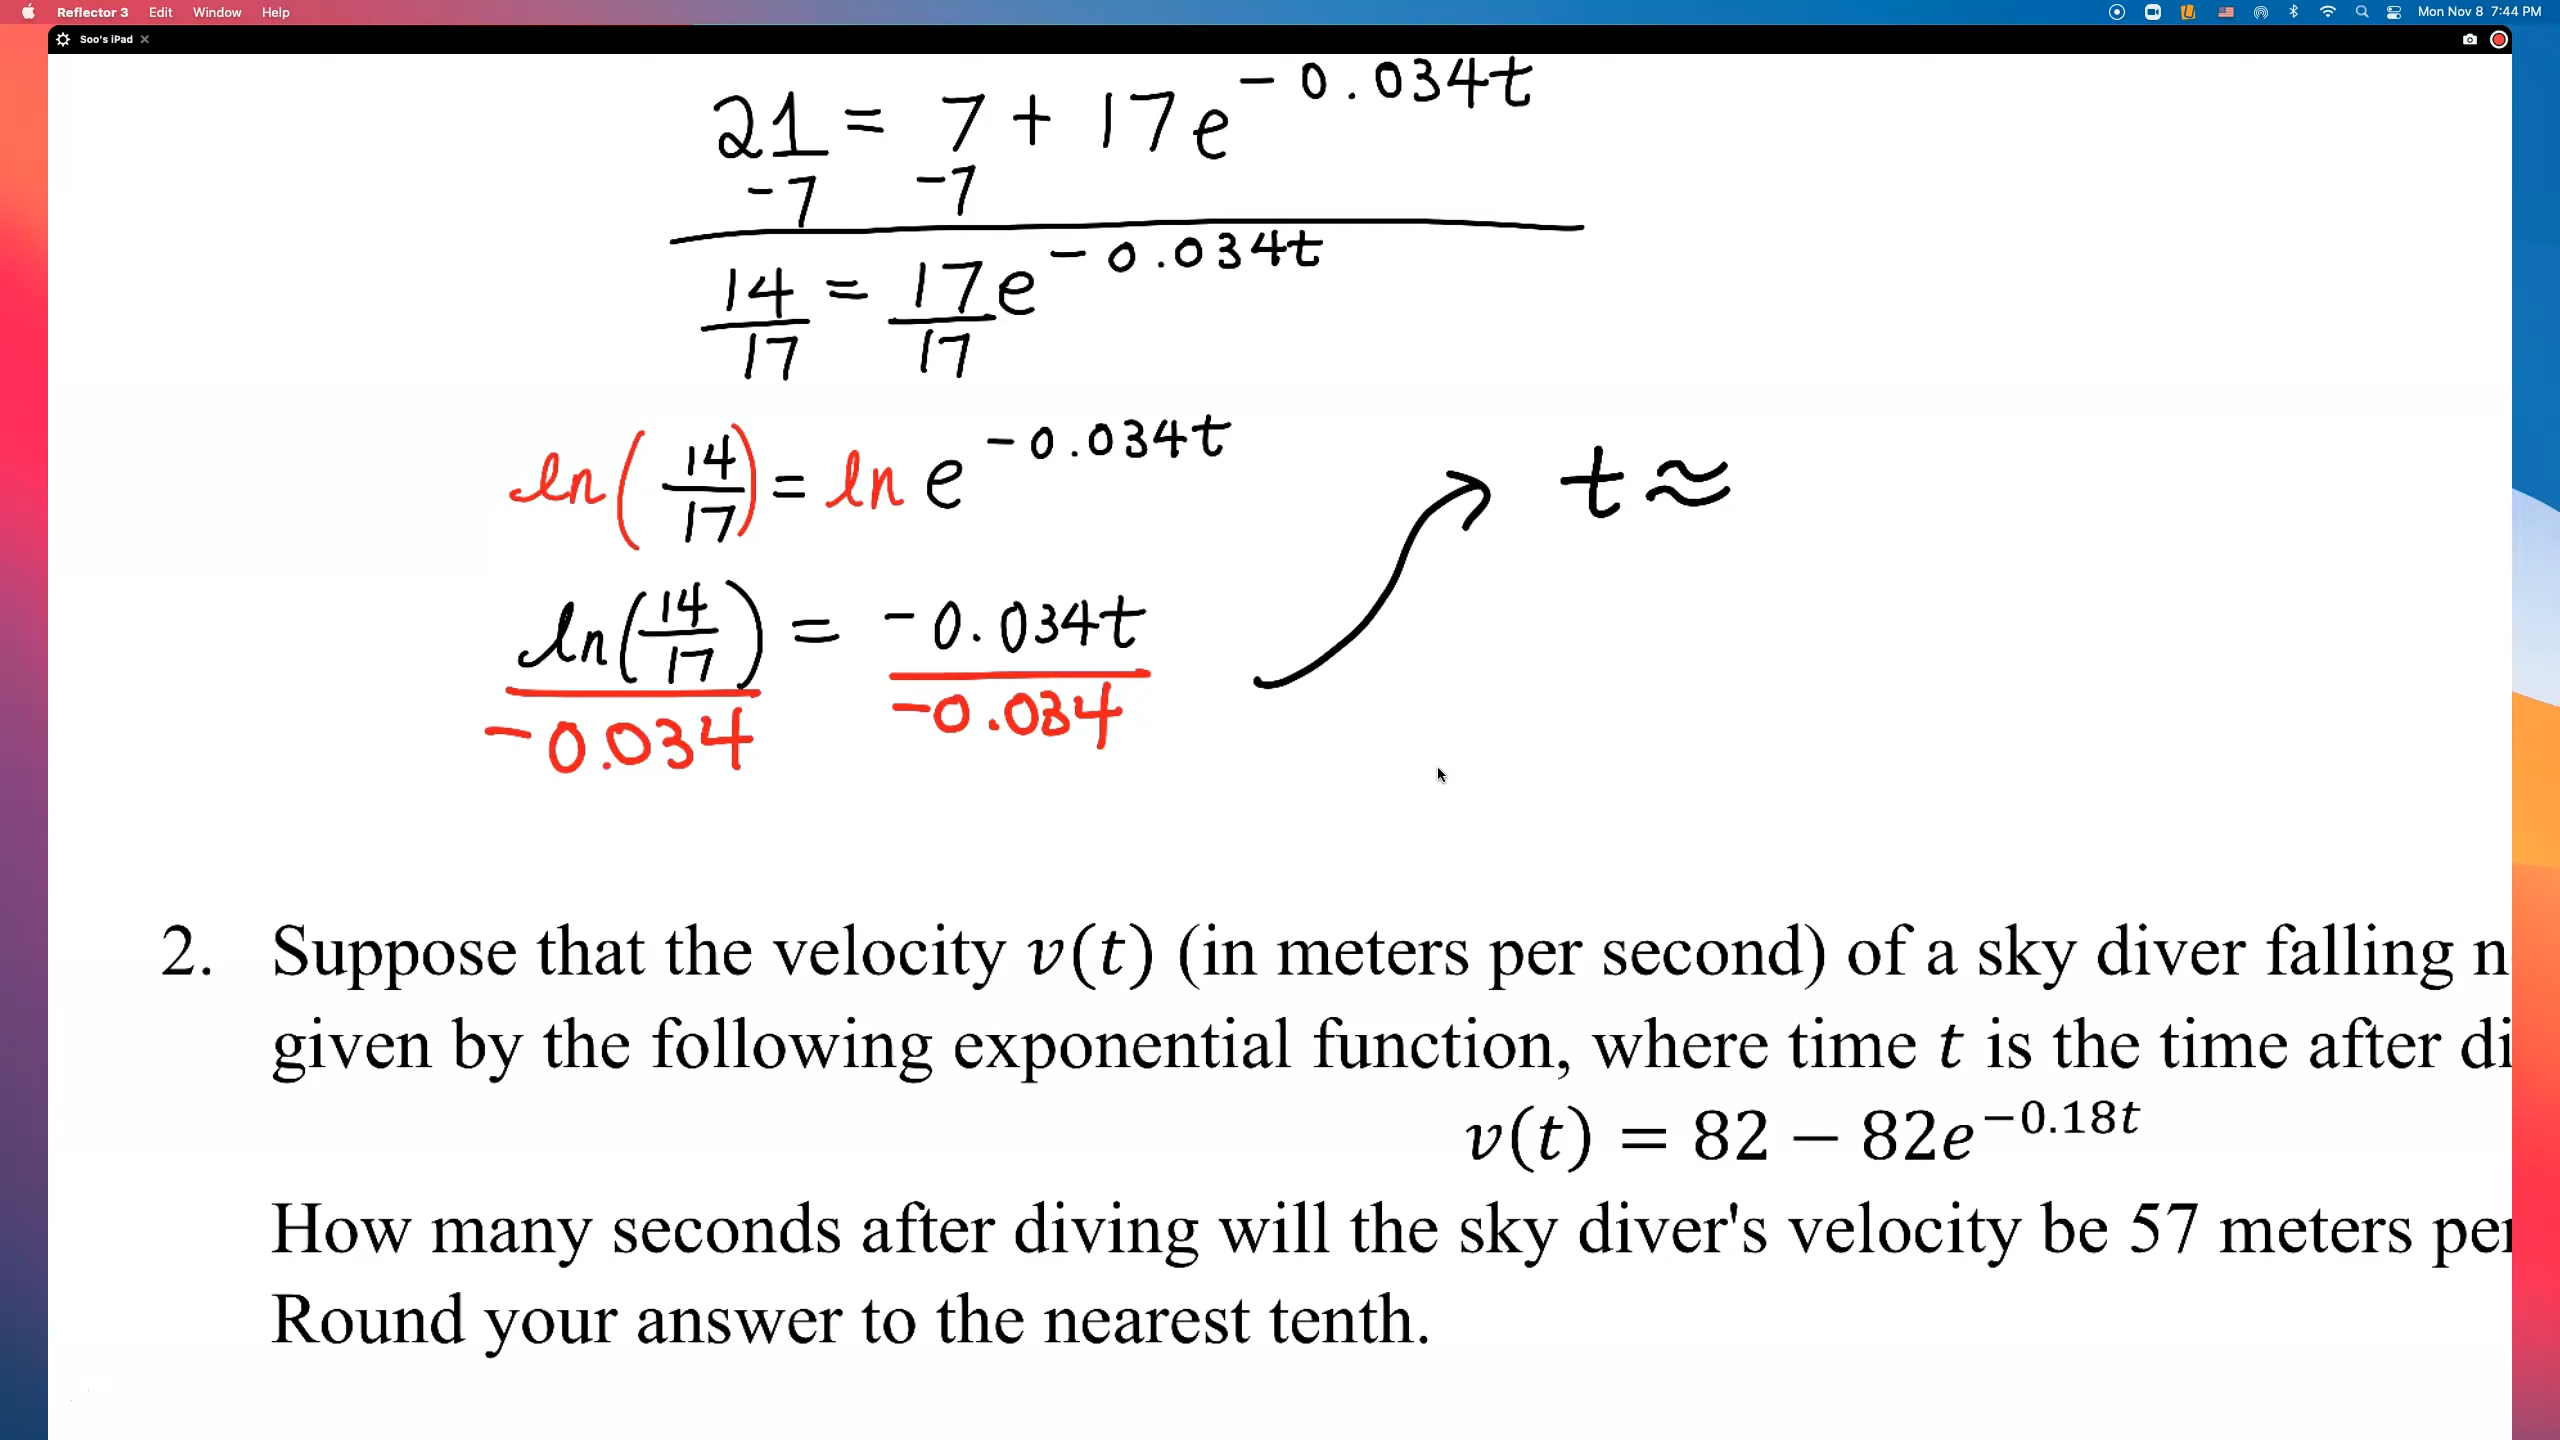 Reflector 3 Edit Window Help Mon Nov 8 7:44 PM
Soo's iPad
21 = 7 + 17e^-0.034t
-7 -7
14/17 = 17/17 e^-0.034t
ln(14/17) = ln e^-0.034t
t ≈
ln(14/17) = -0.034t
-0.034 -0.034
2. Suppose that the velocity v(t) (in meters per second) of a sky diver falling n
given by the following exponential function, where time t is the time after di
v(t) = 82 − 82e^−0.18t
How many seconds after diving will the sky diver's velocity be 57 meters per
Round your answer to the nearest tenth.